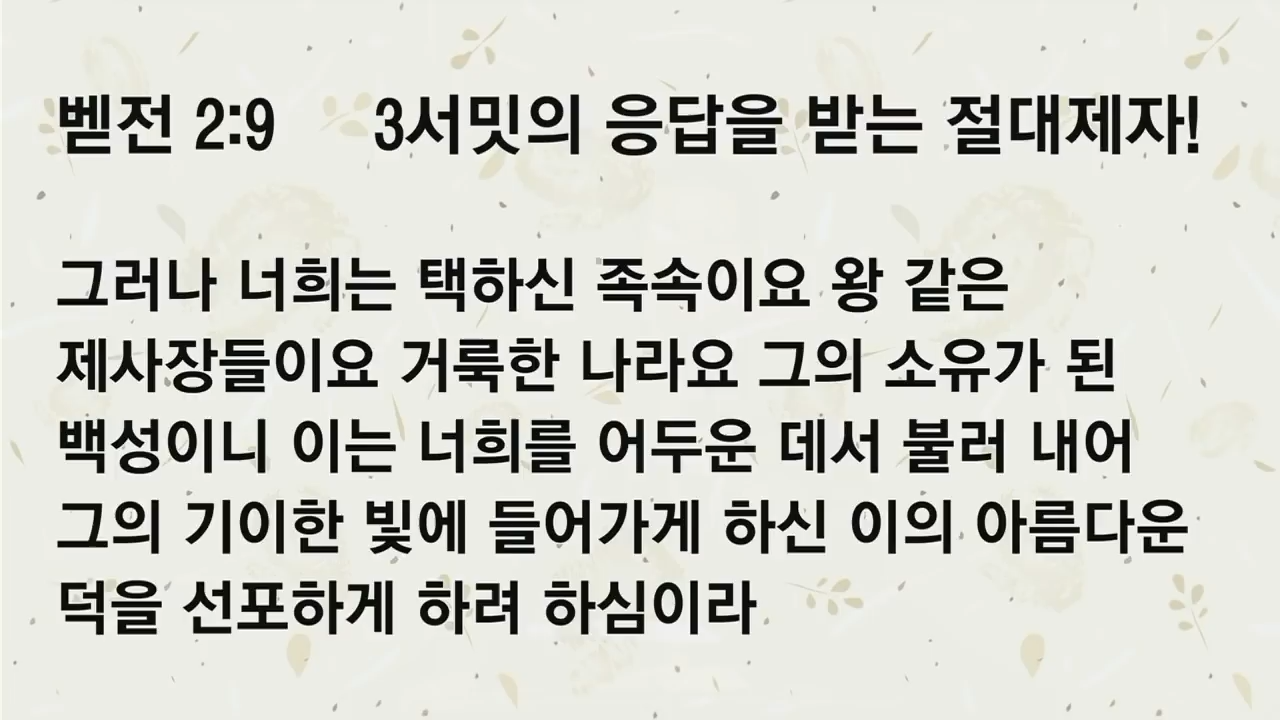 벧전 2:9 3서밋의 응답을 받는 절대제자!
그러나 너희는 택하신 족속이요 왕 같은
제사장들이요 거룩한 나라요 그의 소유가 된
백성이니 이는 너희를 어두운 데서 불러 내어
그의 기이한 빛에 들어가게 하신 이의 아름다운
덕을 선포하게 하려 하심이라